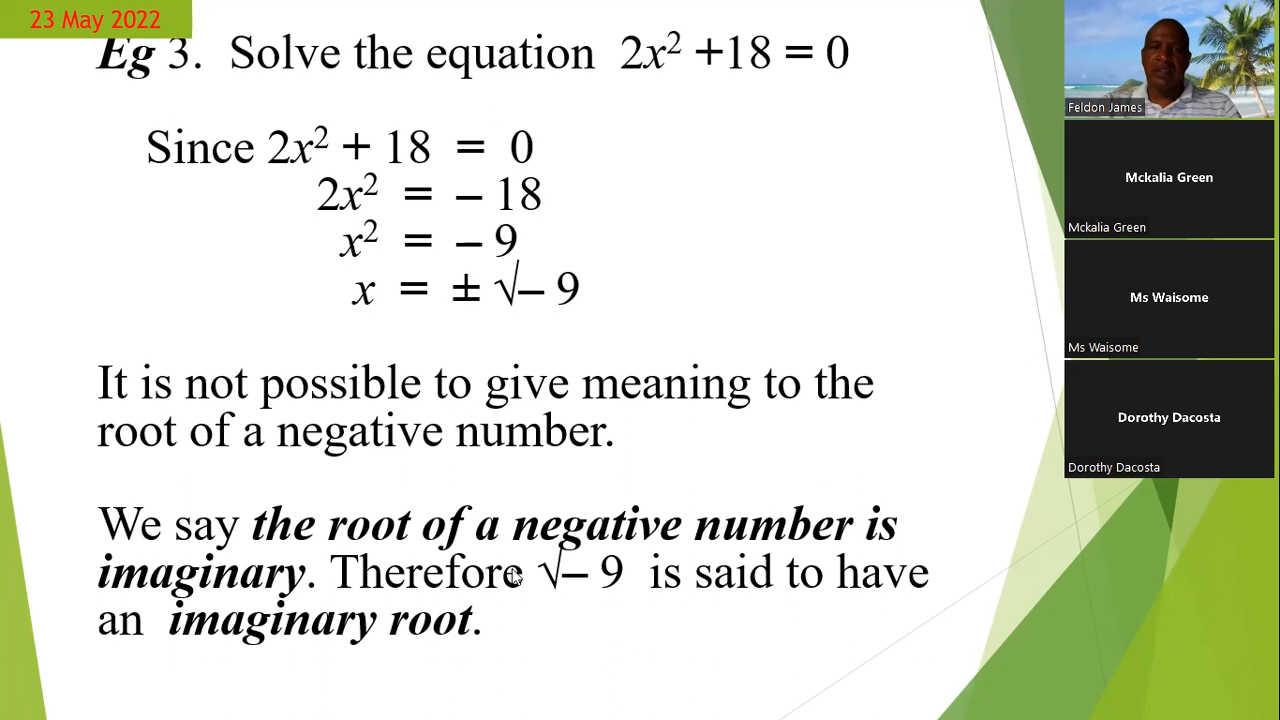 23 May 2022
Eg 3. Solve the equation 2x² +18 = 0
Since 2x² + 18 = 0
2x² = – 18
x² = – 9
x = ± √– 9
It is not possible to give meaning to the
root of a negative number.
We say the root of a negative number is
imaginary. Therefore √– 9 is said to have
an imaginary root.
Feldon James
Mckalia Green
Mckalia Green
Ms Waisome
Ms Waisome
Dorothy Dacosta
Dorothy Dacosta